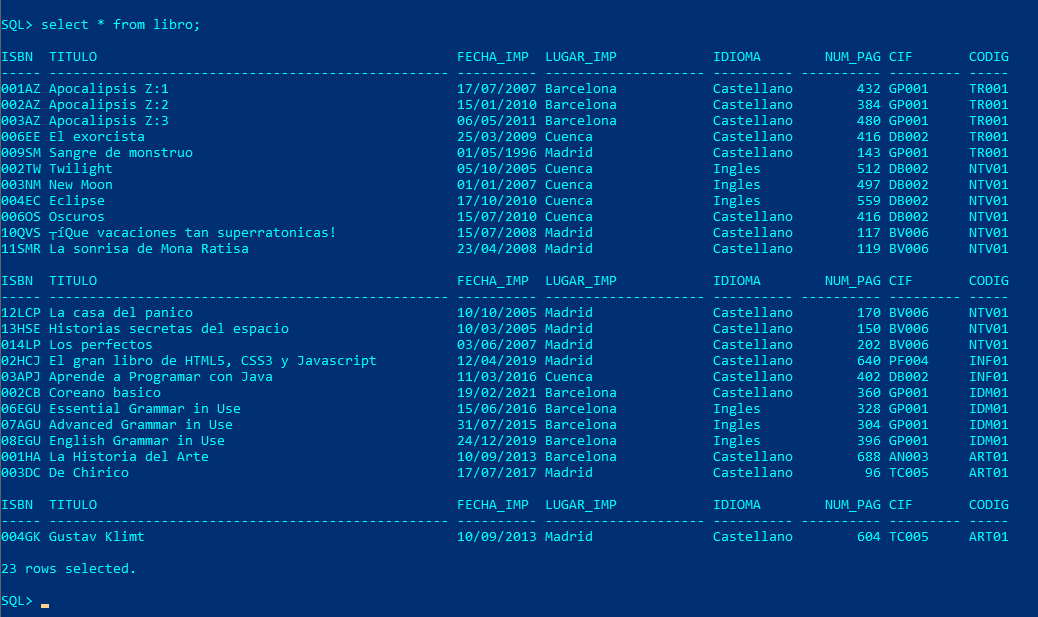 SQL> select * from libro;
ISBN  TITULO                                             FECHA_IMP  LUGAR_IMP            IDIOMA        NUM_PAG CIF       CODIG
----- -------------------------------------------------- ---------- -------------------- ---------- ---------- --------- -----
001AZ Apocalipsis Z:1                                    17/07/2007 Barcelona            Castellano        432 GP001     TR001
002AZ Apocalipsis Z:2                                    15/01/2010 Barcelona            Castellano        384 GP001     TR001
003AZ Apocalipsis Z:3                                    06/05/2011 Barcelona            Castellano        480 GP001     TR001
006EE El exorcista                                       25/03/2009 Cuenca               Castellano        416 DB002     TR001
009SM Sangre de monstruo                                 01/05/1996 Madrid               Castellano        143 GP001     TR001
002TW Twilight                                           05/10/2005 Cuenca               Ingles            512 DB002     NTV01
003NM New Moon                                           01/01/2007 Cuenca               Ingles            497 DB002     NTV01
004EC Eclipse                                            17/10/2010 Cuenca               Ingles            559 DB002     NTV01
006OS Oscuros                                            15/07/2010 Cuenca               Castellano        416 DB002     NTV01
10QVS ┬íQue vacaciones tan superratonicas!               15/07/2008 Madrid               Castellano        117 BV006     NTV01
11SMR La sonrisa de Mona Ratisa                          23/04/2008 Madrid               Castellano        119 BV006     NTV01
ISBN  TITULO                                             FECHA_IMP  LUGAR_IMP            IDIOMA        NUM_PAG CIF       CODIG
----- -------------------------------------------------- ---------- -------------------- ---------- ---------- --------- -----
12LCP La casa del panico                                 10/10/2005 Madrid               Castellano        170 BV006     NTV01
13HSE Historias secretas del espacio                     10/03/2005 Madrid               Castellano        150 BV006     NTV01
014LP Los perfectos                                      03/06/2007 Madrid               Castellano        202 BV006     NTV01
02HCJ El gran libro de HTML5, CSS3 y Javascript          12/04/2019 Madrid               Castellano        640 PF004     INF01
03APJ Aprende a Programar con Java                       11/03/2016 Cuenca               Castellano        402 DB002     INF01
002CB Coreano basico                                     19/02/2021 Barcelona            Castellano        360 GP001     IDM01
06EGU Essential Grammar in Use                           15/06/2016 Barcelona            Ingles            328 GP001     IDM01
07AGU Advanced Grammar in Use                            31/07/2015 Barcelona            Ingles            304 GP001     IDM01
08EGU English Grammar in Use                             24/12/2019 Barcelona            Ingles            396 GP001     IDM01
001HA La Historia del Arte                               10/09/2013 Barcelona            Castellano        688 AN003     ART01
003DC De Chirico                                         17/07/2017 Madrid               Castellano         96 TC005     ART01
ISBN  TITULO                                             FECHA_IMP  LUGAR_IMP            IDIOMA        NUM_PAG CIF       CODIG
----- -------------------------------------------------- ---------- -------------------- ---------- ---------- --------- -----
004GK Gustav Klimt                                       10/09/2013 Madrid               Castellano        604 TC005     ART01
23 rows selected.
SQL>